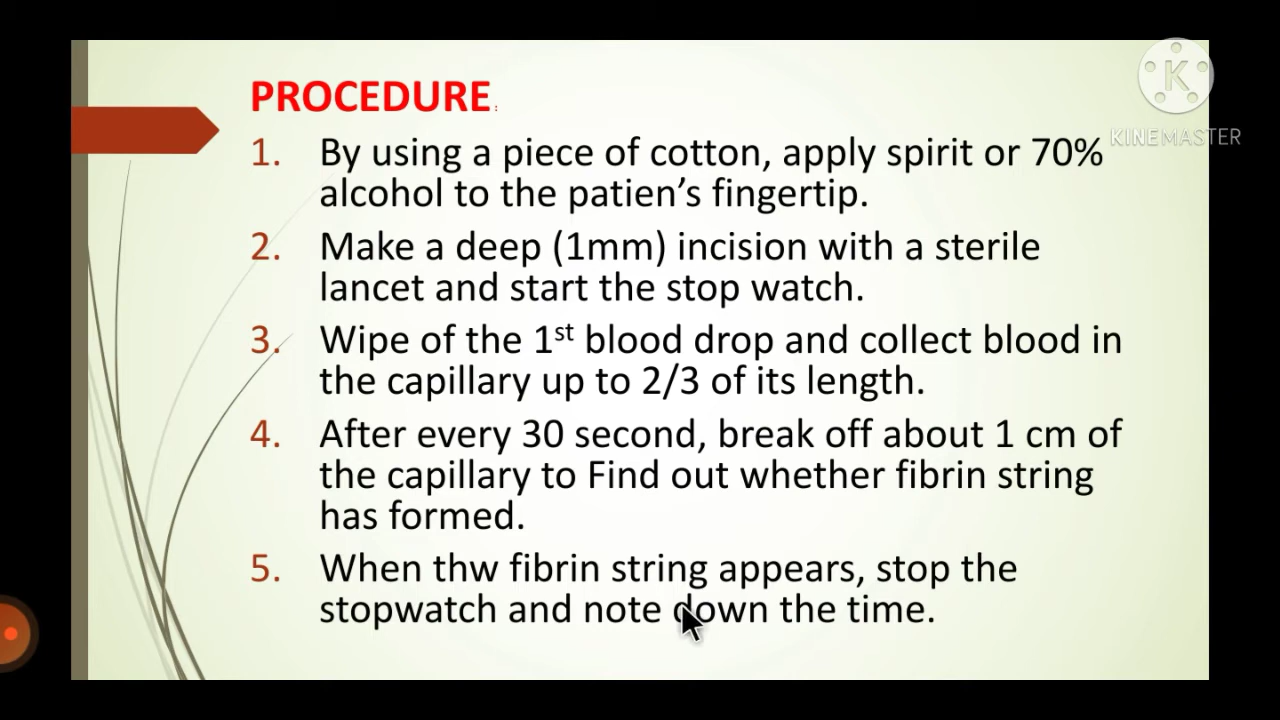 PROCEDURE:
K
KINEMASTER
1. By using a piece of cotton, apply spirit or 70%
alcohol to the patien's fingertip.
2. Make a deep (1mm) incision with a sterile
lancet and start the stop watch.
3. Wipe of the 1st blood drop and collect blood in
the capillary up to 2/3 of its length.
4. After every 30 second, break off about 1 cm of
the capillary to Find out whether fibrin string
has formed.
5. When thw fibrin string appears, stop the
stopwatch and note down the time.